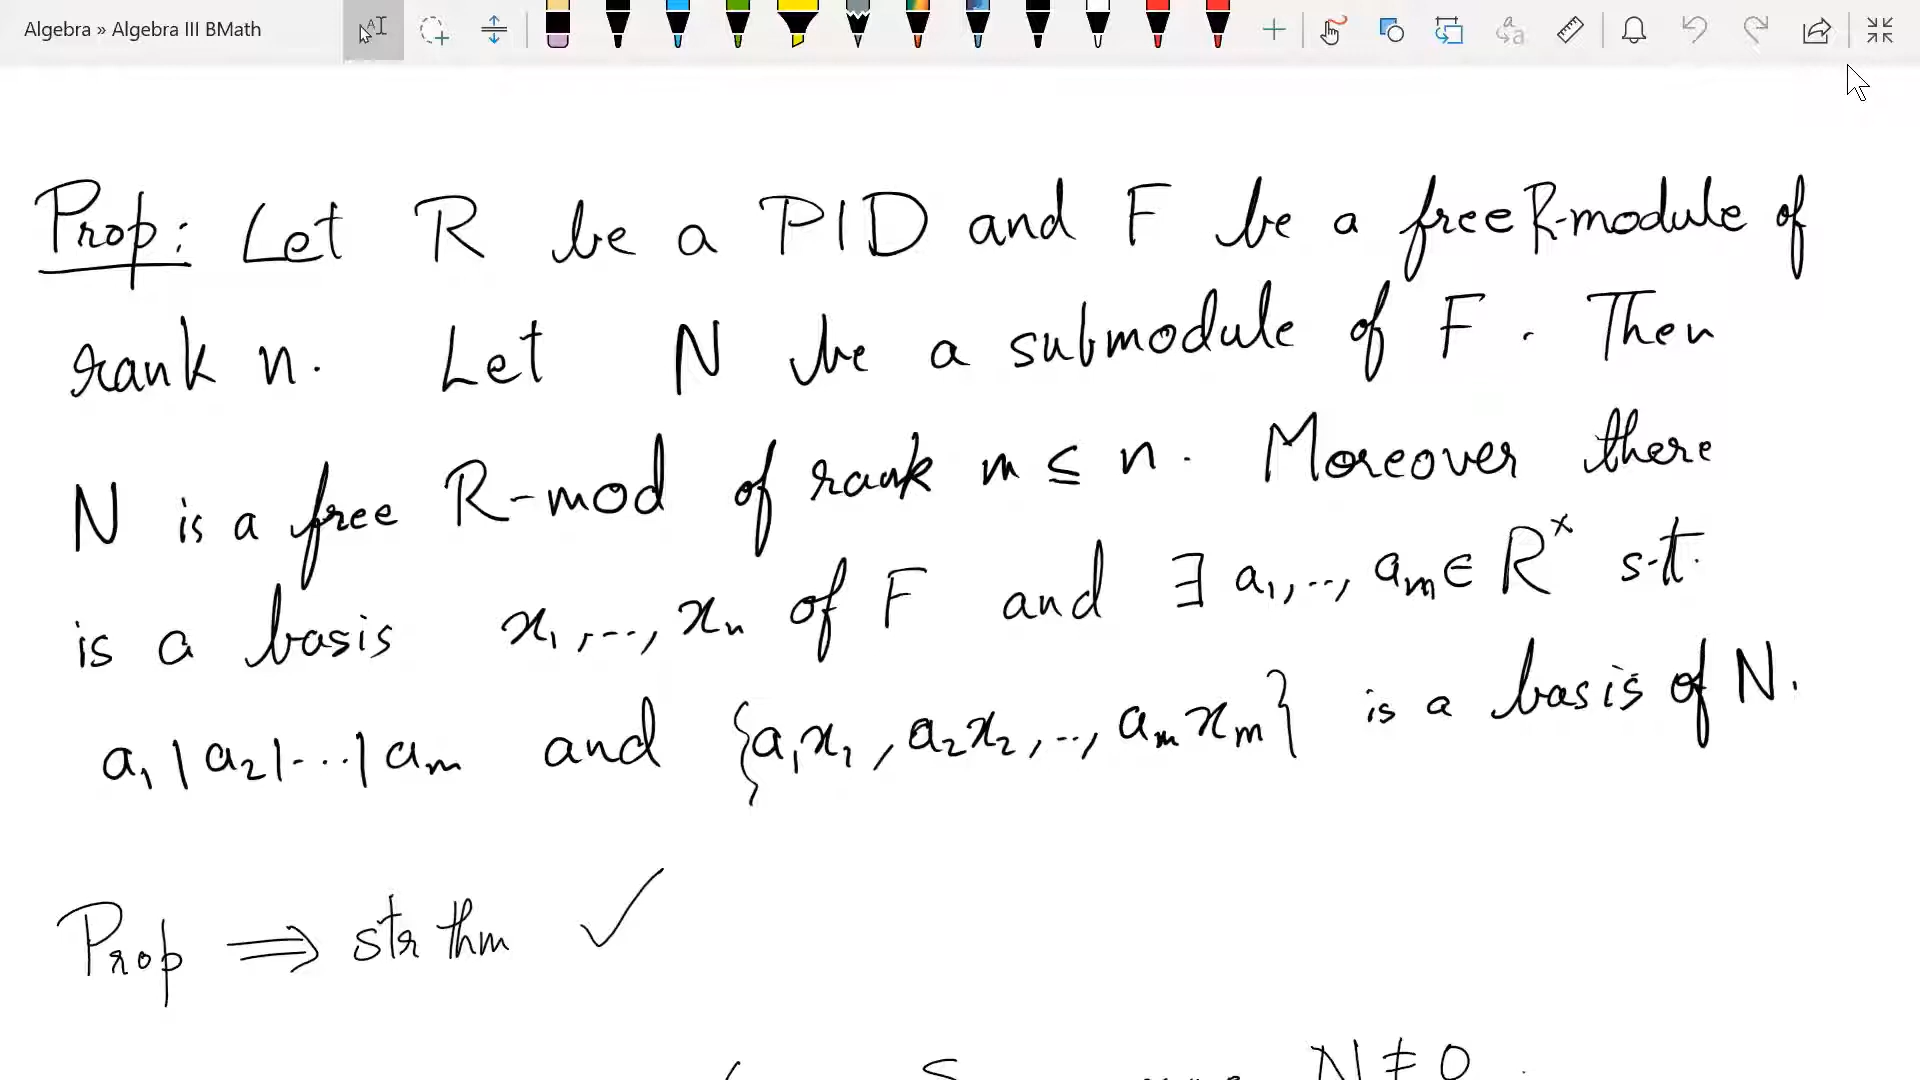 Algebra » Algebra III BMath
Prop: Let R be a PID and F be a free R-module of
rank n. Let N be a submodule of F. Then
N is a free R-mod of rank m ≤ n. Moreover there
is a basis x₁,..., xₙ of F and ∃ a₁,.., aₘ ∈ Rˣ s.t.
a₁ | a₂ | ... | aₘ and {a₁x₁, a₂x₂, .., aₘxₘ} is a basis of N.
Prop ⟹ str thm ✓
N ≠ 0